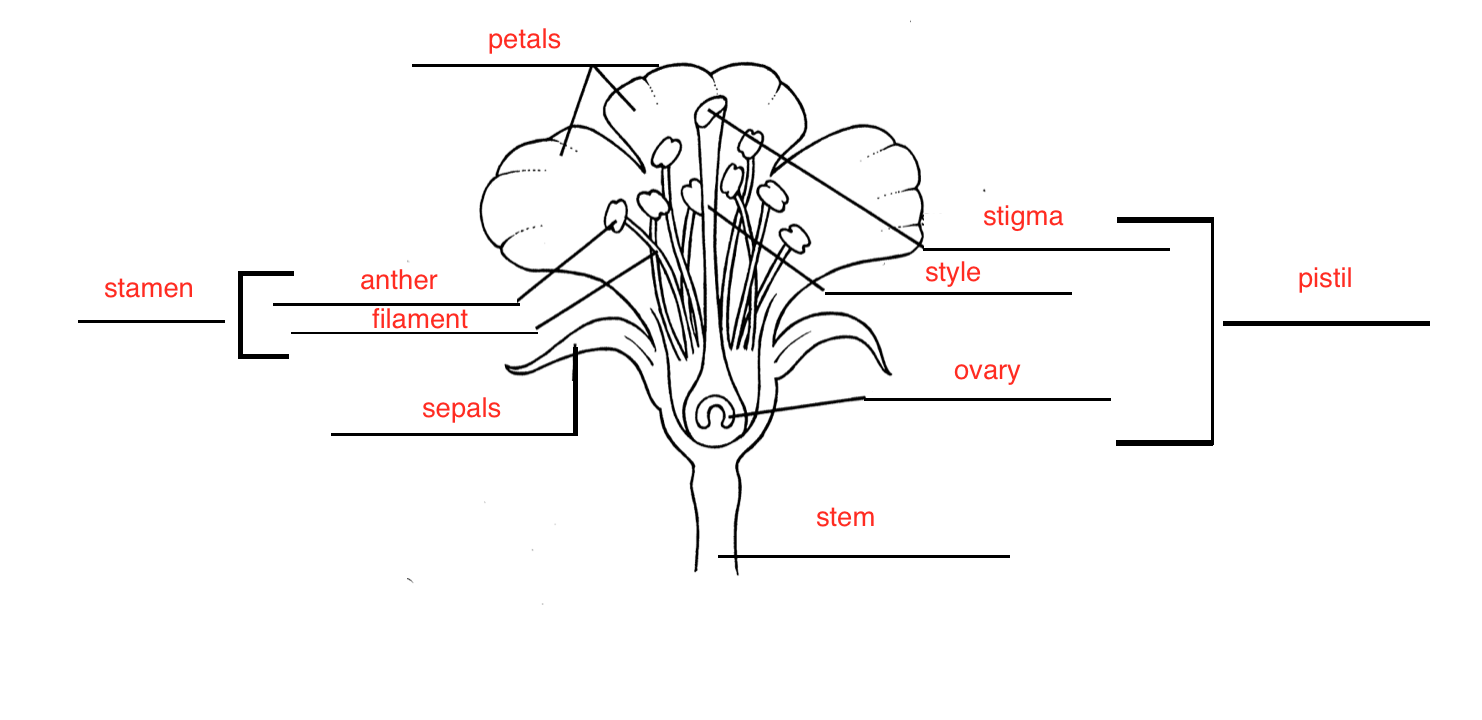 petals
stigma
pistil
style
stamen
anther
filament
ovary
sepals
stem